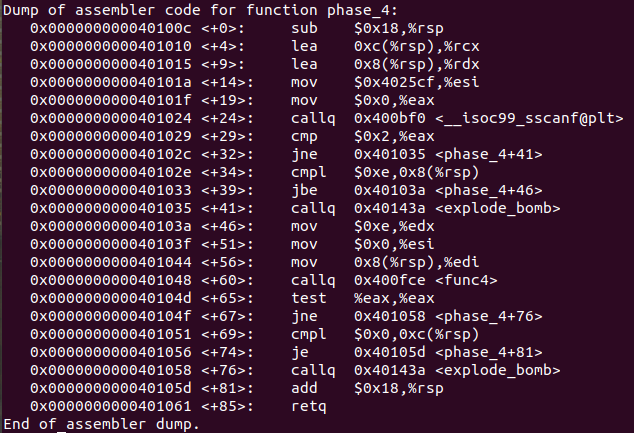 Dump of assembler code for function phase_4:
0x000000000040100c <+0>: sub $0x18,%rsp
0x0000000000401010 <+4>: lea 0xc(%rsp),%rcx
0x0000000000401015 <+9>: lea 0x8(%rsp),%rdx
0x000000000040101a <+14>: mov $0x4025cf,%esi
0x000000000040101f <+19>: mov $0x0,%eax
0x0000000000401024 <+24>: callq 0x400bf0 <__isoc99_sscanf@plt>
0x0000000000401029 <+29>: cmp $0x2,%eax
0x000000000040102c <+32>: jne 0x401035 <phase_4+41>
0x000000000040102e <+34>: cmpl $0xe,0x8(%rsp)
0x0000000000401033 <+39>: jbe 0x40103a <phase_4+46>
0x0000000000401035 <+41>: callq 0x40143a <explode_bomb>
0x000000000040103a <+46>: mov $0xe,%edx
0x000000000040103f <+51>: mov $0x0,%esi
0x0000000000401044 <+56>: mov 0x8(%rsp),%edi
0x0000000000401048 <+60>: callq 0x400fce <func4>
0x000000000040104d <+65>: test %eax,%eax
0x000000000040104f <+67>: jne 0x401058 <phase_4+76>
0x0000000000401051 <+69>: cmpl $0x0,0xc(%rsp)
0x0000000000401056 <+74>: je 0x40105d <phase_4+81>
0x0000000000401058 <+76>: callq 0x40143a <explode_bomb>
0x000000000040105d <+81>: add $0x18,%rsp
0x0000000000401061 <+85>: retq
End of assembler dump.